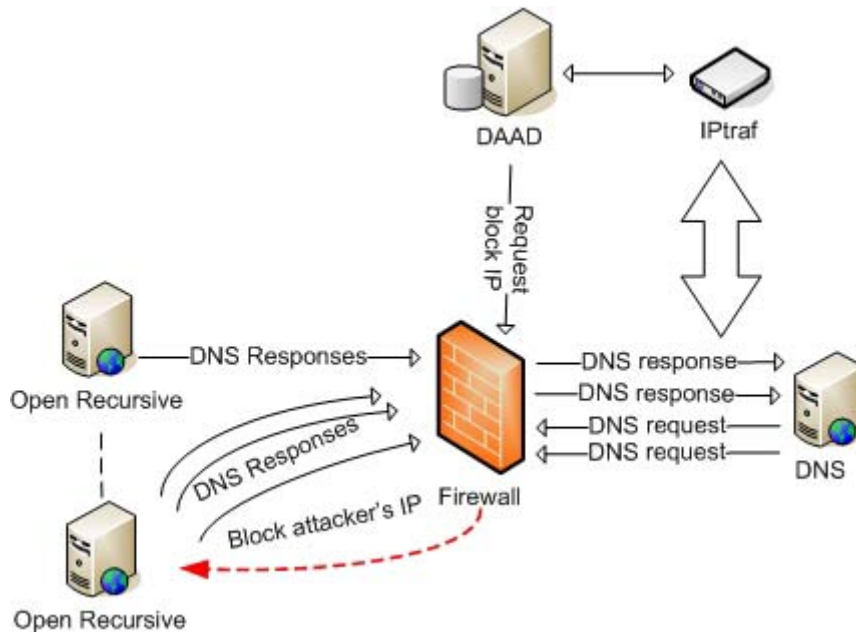 DAAD
IPtraf
Request
block IP
DNS Responses
DNS response
DNS response
Open Recursive
DNS request
DNS Responses
DNS request
DNS
Firewall
Block attacker's IP
Open Recursive